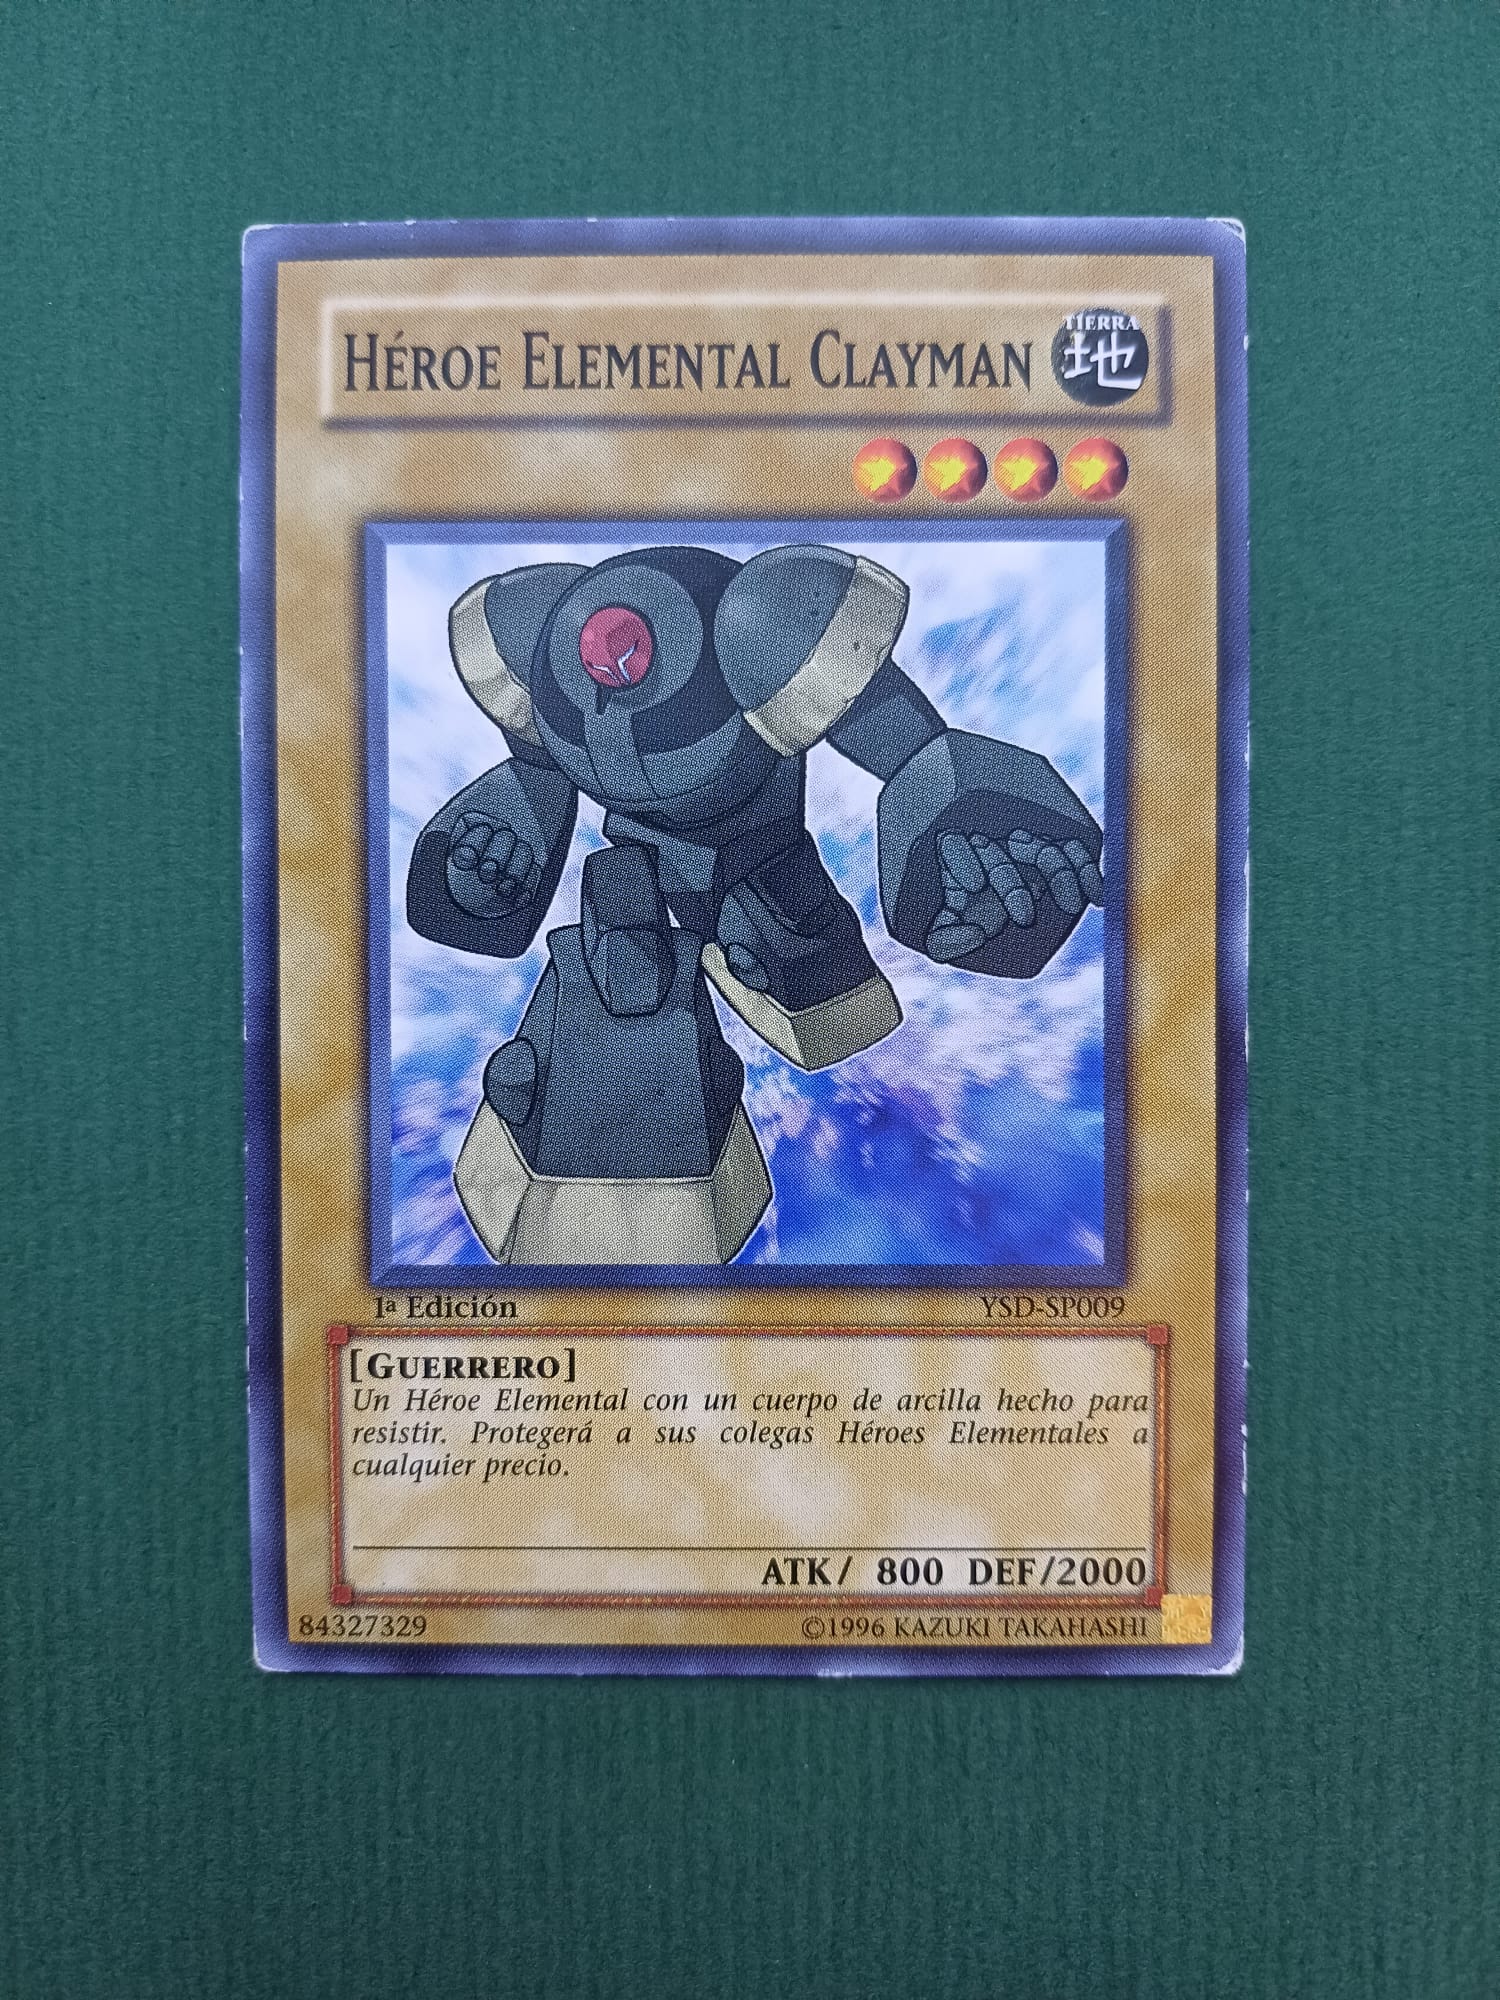 HÉROE ELEMENTAL CLAYMAN
TIERRA
地
1ª Edición
YSD-SP009
[GUERRERO]
Un Héroe Elemental con un cuerpo de arcilla hecho para
resistir. Protegerá a sus colegas Héroes Elementales a
cualquier precio.
ATK/ 800 DEF/2000
84327329
©1996 KAZUKI TAKAHASHI